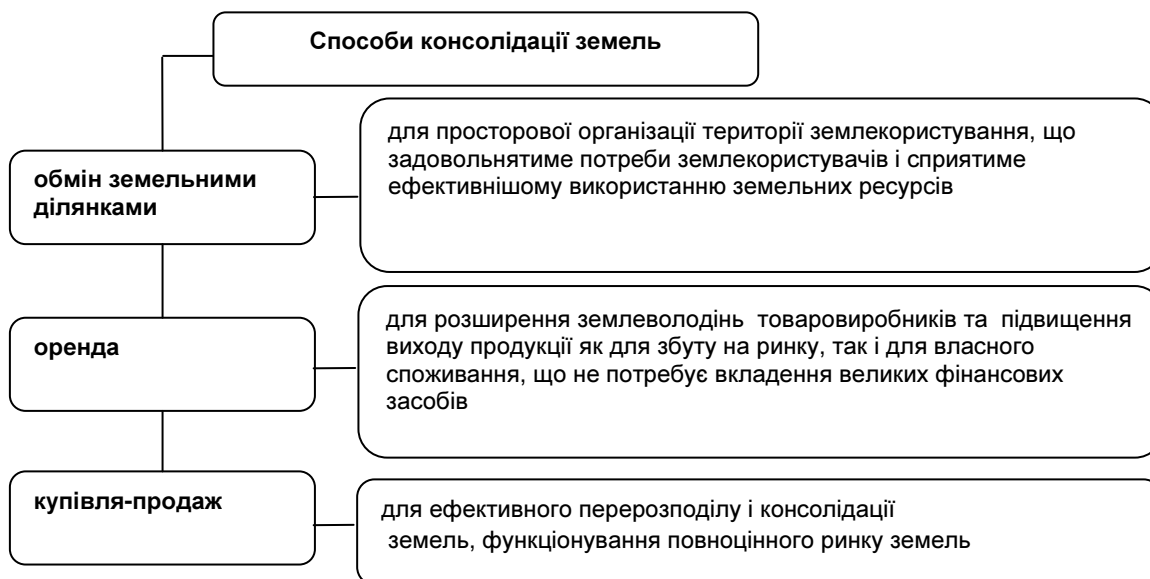 Способи консолідації земель
обмін земельними
ділянками
для просторової організації території землекористування, що
задовольнятиме потреби землекористувачів і сприятиме
ефективнішому використанню земельних ресурсів
оренда
для розширення землеволодінь товаровиробників та підвищення
виходу продукції як для збуту на ринку, так і для власного
споживання, що не потребує вкладення великих фінансових
засобів
купівля-продаж
для ефективного перерозподілу і консолідації
земель, функціонування повноцінного ринку земель